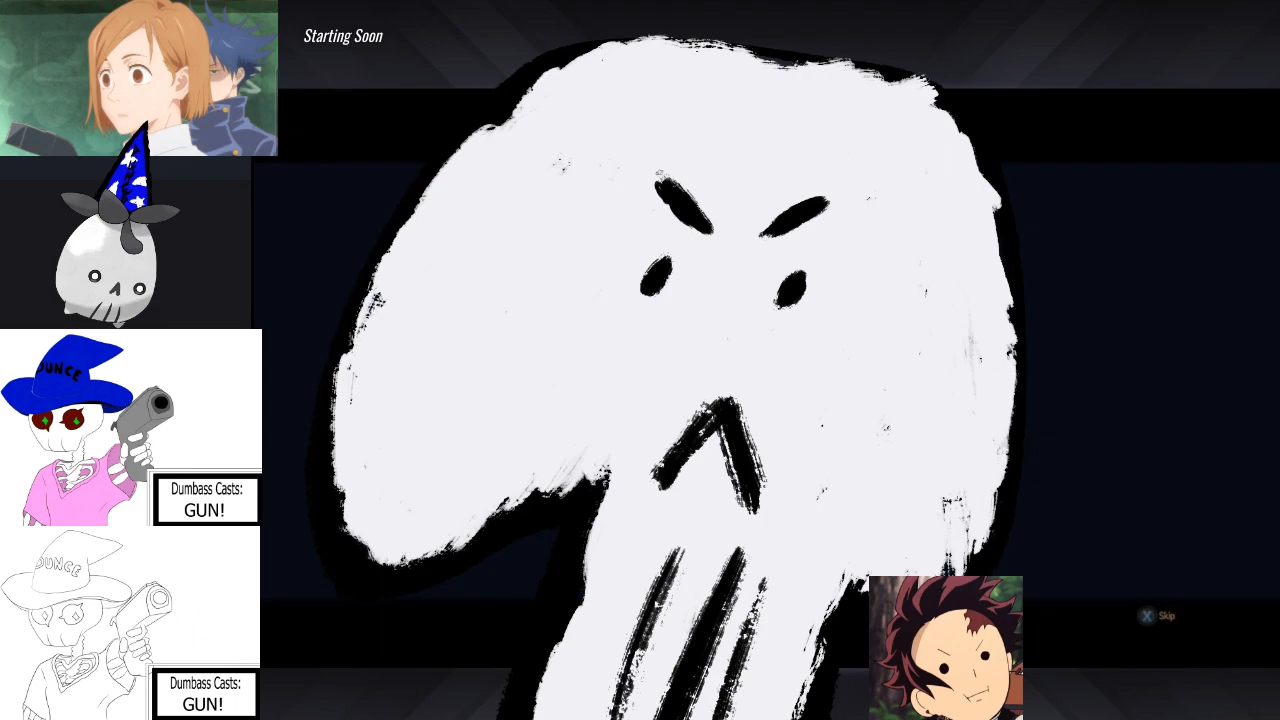 Starting Soon
DUNCE
Dumbass Casts:
GUN!
DUNCE
Dumbass Casts:
GUN!
X Skip